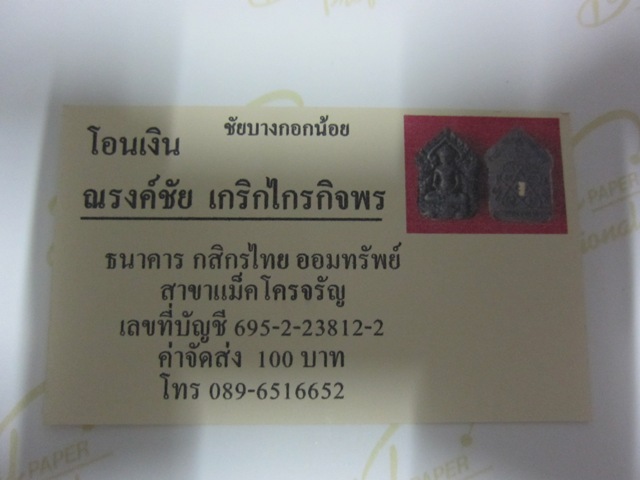 ชัยบางกอกน้อย
โอนเงิน
ณรงค์ชัย เกริกไกรกิจพร
ธนาคาร กสิกรไทย ออมทรัพย์
สาขาแม็คโครจรัญ
เลขที่บัญชี 695-2-23812-2
ค่าจัดส่ง 100 บาท
โทร 089-6516652
PAPER
PAPER
PAPER